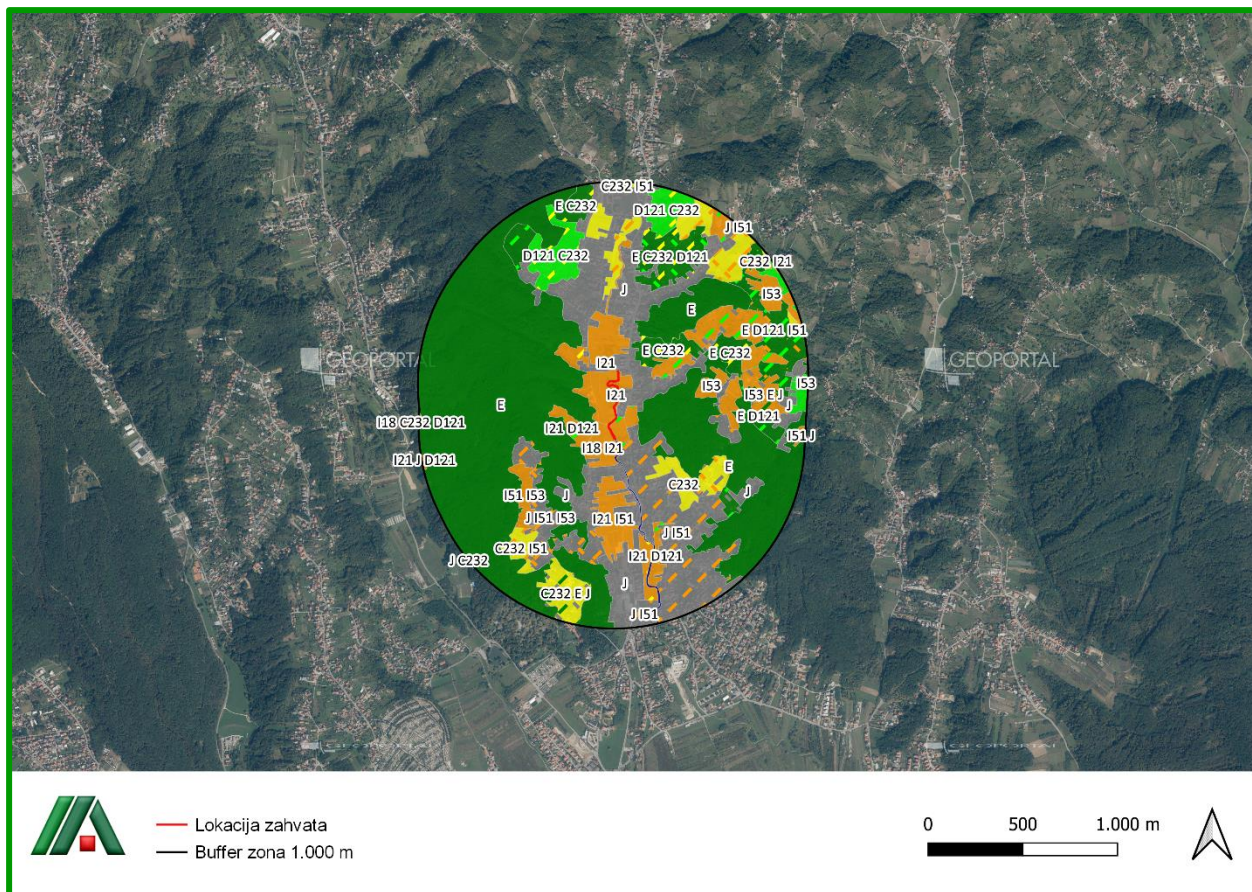 C232 I51
E C232
D121 C232
J I51
D121 C232
E C232 D121
C232 I21
J
I53
E
E D121 I51
GEOPORTAL
I21
E C232
E C232
GEOPORTAL
I21
I53
I53 E J
I53
E
J
I18 C232 D121
I21 D121
E D121
I51 J
I18 I21
I21 J D121
E
C232
I51 I53
J
J
J I51 I53
I21 I51
J I51
C232 I51
I21 D121
J C232
J
C232 E J
J I51
GEOPORTAL
Lokacija zahvata
Buffer zona 1.000 m
0 500 1.000 m